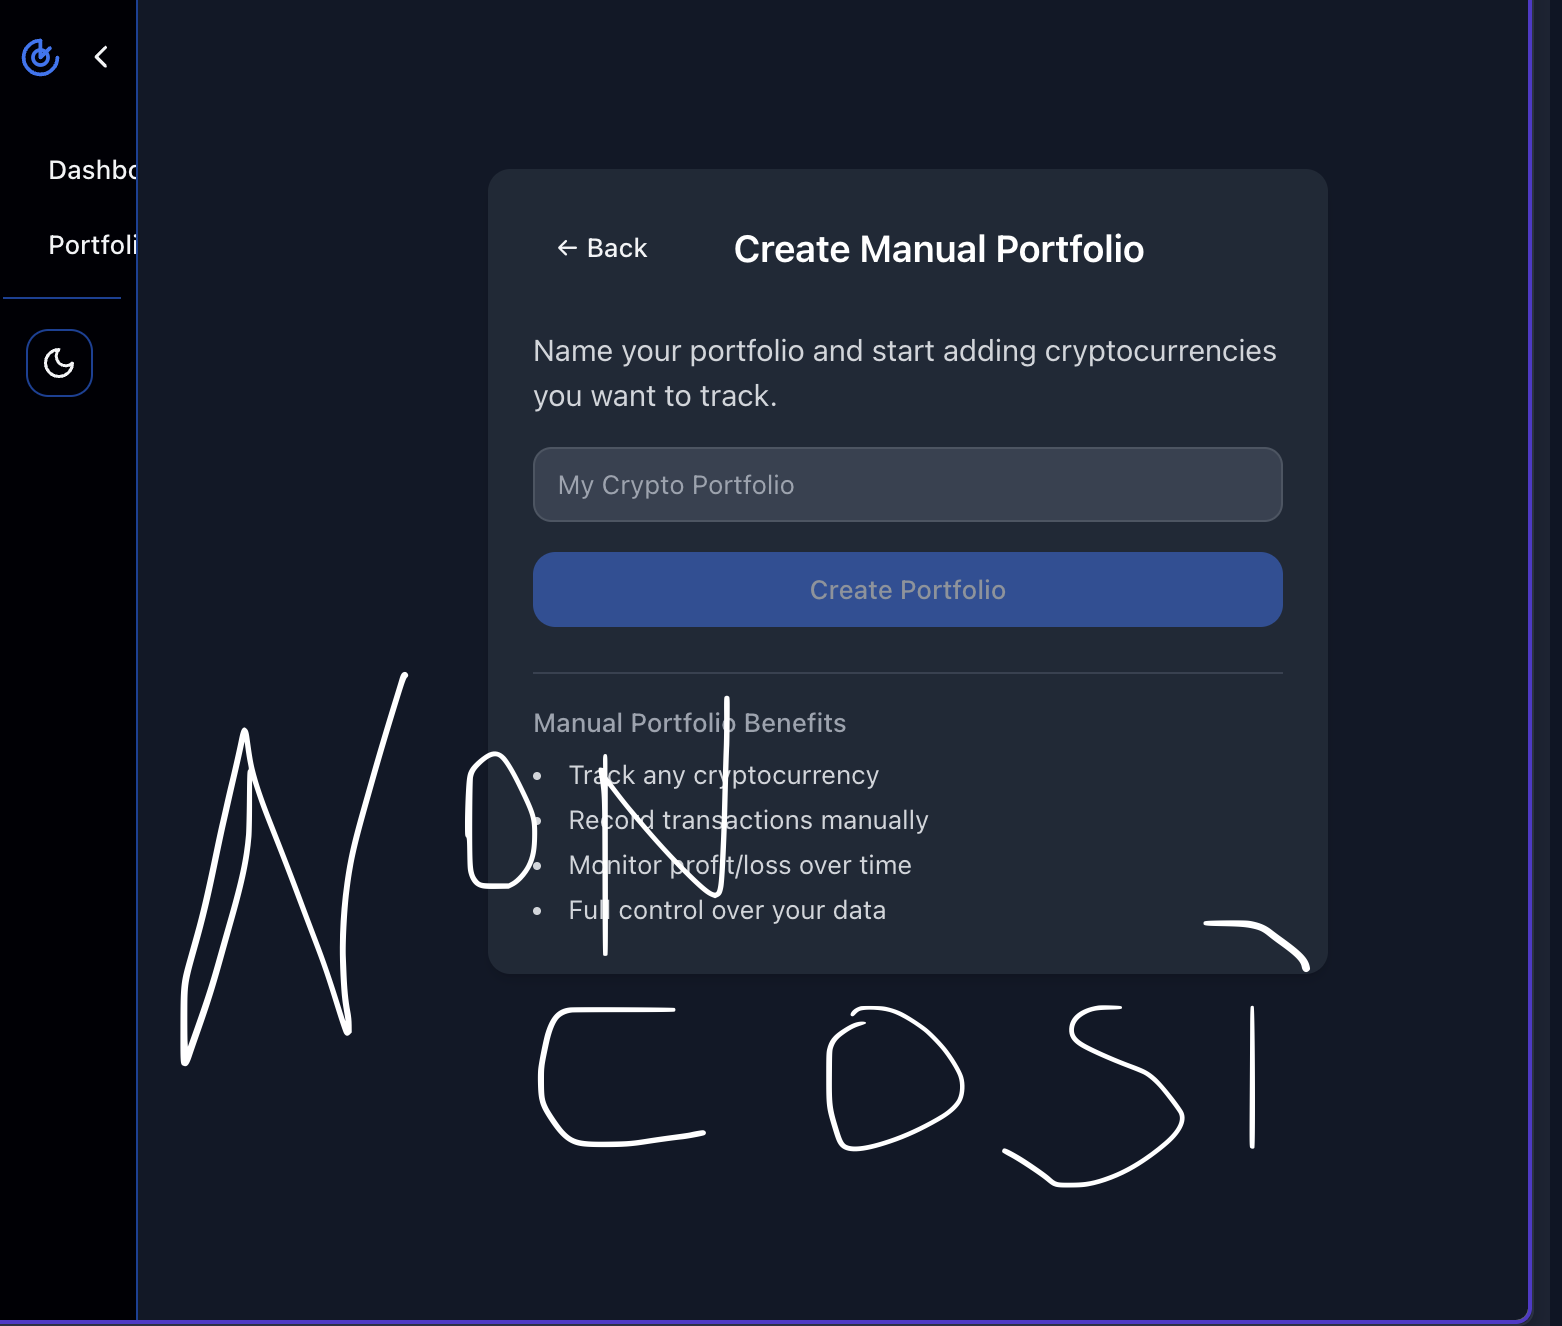 Dashbo
Portfoli
← Back
Create Manual Portfolio
Name your portfolio and start adding cryptocurrencies
you want to track.
My Crypto Portfolio
Create Portfolio
Manual Portfolio Benefits
• Track any cryptocurrency
• Record transactions manually
• Monitor profit/loss over time
• Full control over your data
NON
COSI